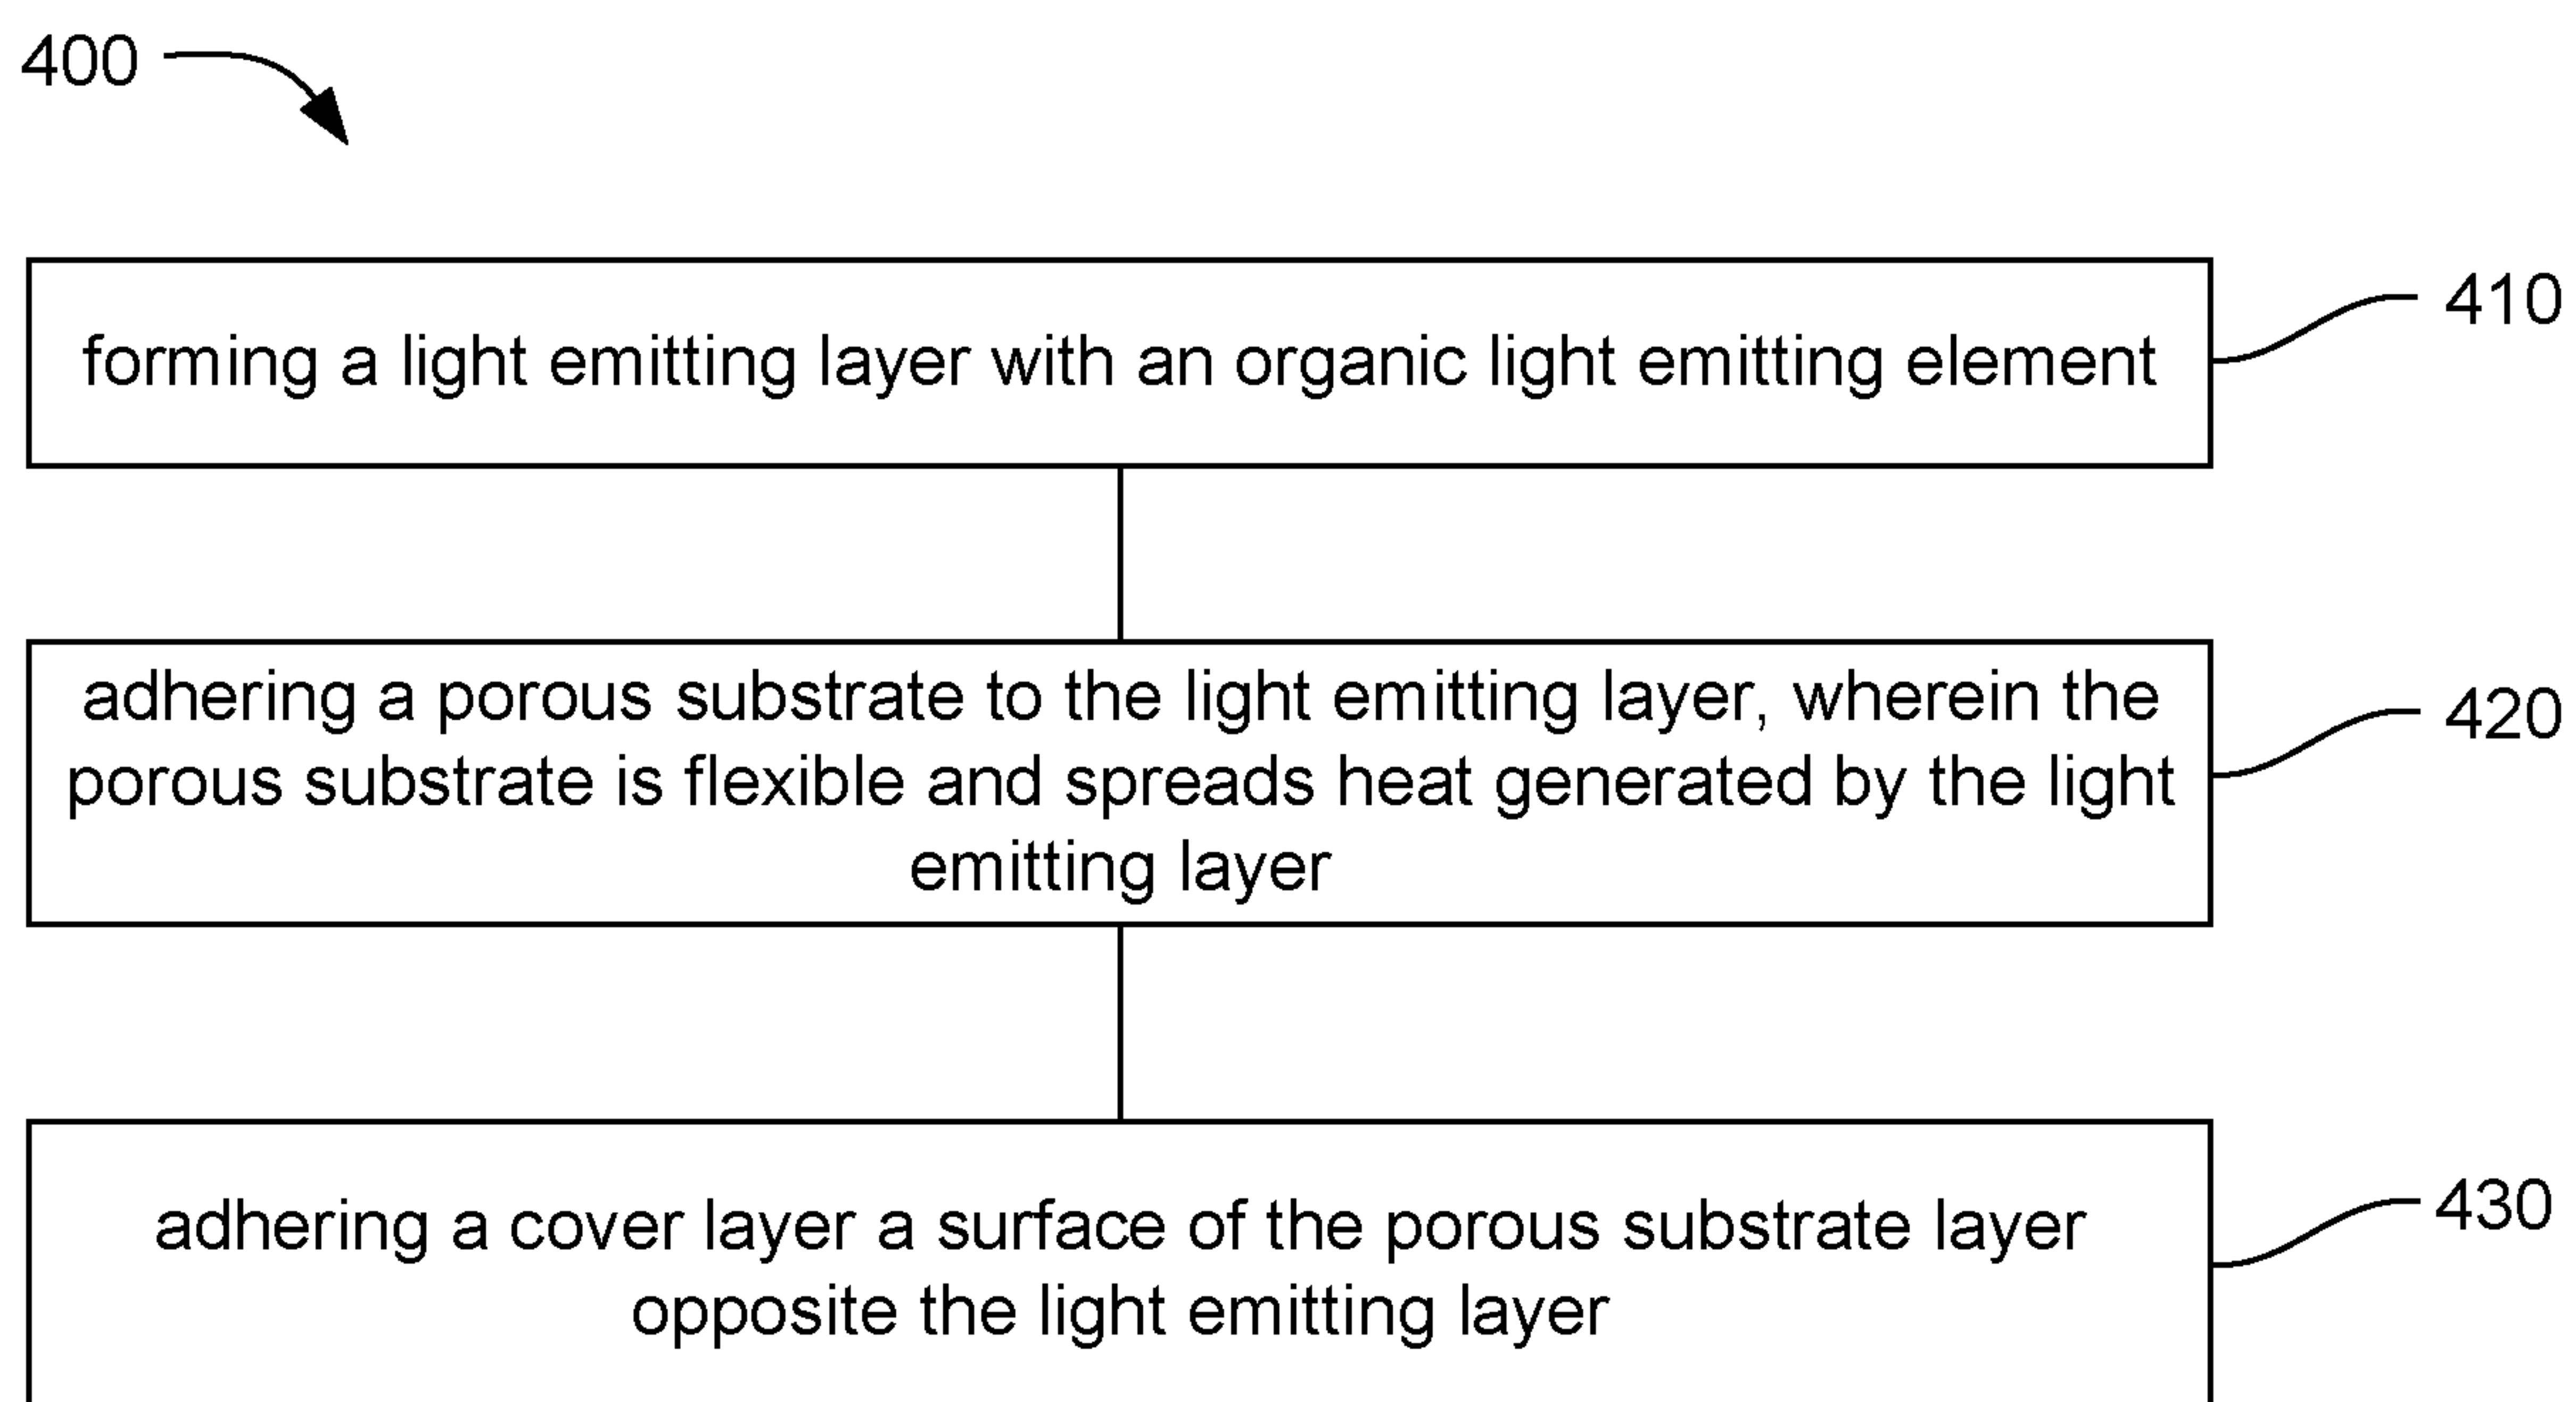 400
forming a light emitting layer with an organic light emitting element
410
adhering a porous substrate to the light emitting layer, wherein the
porous substrate is flexible and spreads heat generated by the light
emitting layer
420
adhering a cover layer a surface of the porous substrate layer
opposite the light emitting layer
430